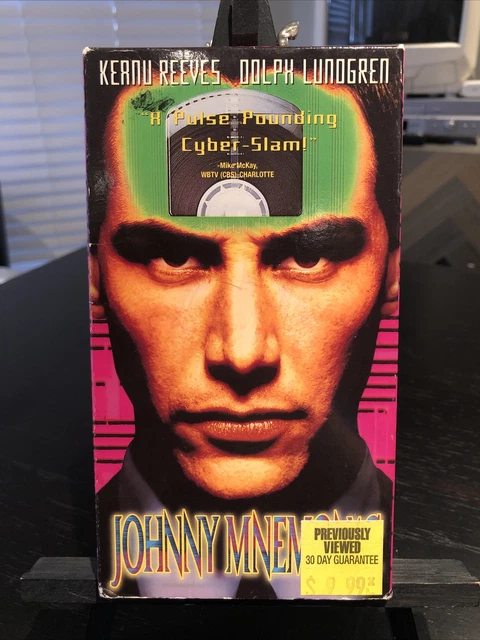 KEANU REEVES DOLPH LUNDGREN
"A Pulse Pounding
Cyber-Slam!"
-Mike McKay,
WBTV (CBS)-CHARLOTTE
JOHNNY
PREVIOUSLY
VIEWED
30 DAY GUARANTEE